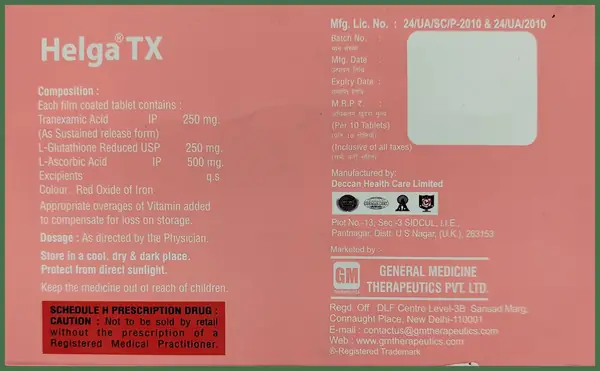 Helga® TX
Composition :
Each film coated tablet contains :
Tranexamic Acid IP 250 mg.
(As Sustained release form)
L-Glutathione Reduced USP 250 mg.
L-Ascorbic Acid IP 500 mg.
Excipients q.s.
Colour : Red Oxide of Iron
Appropriate overages of Vitamin added
to compensate for loss on storage.
Dosage : As directed by the Physician.
Store in a cool, dry & dark place.
Protect from direct sunlight.
Keep the medicine out of reach of children.
SCHEDULE H PRESCRIPTION DRUG :
CAUTION : Not to be sold by retail
without the prescription of a
Registered Medical Practitioner.
Mfg. Lic. No. : 24/UA/SC/P-2010 & 24/UA/2010
Batch No. :
Mfg. Date :
Expiry Date :
M.R.P ₹. :
(Per 10 Tablets)
(Inclusive of all taxes)
Manufactured by:
Deccan Health Care Limited
Plot No.-13, Sec.-3 SIDCUL, I.I.E.,
Pantnagar, Distt. U.S.Nagar, (U.K.), 263153
Marketed by :-
GM GENERAL MEDICINE
THERAPEUTICS PVT. LTD.
Regd. Off : DLF Centre Level-3B, Sansad Marg,
Connaught Place, New Delhi-110001
E-mail : contactus@gmtherapeutics.com
Web : www.gmtherapeutics.com
®-Registered Trademark